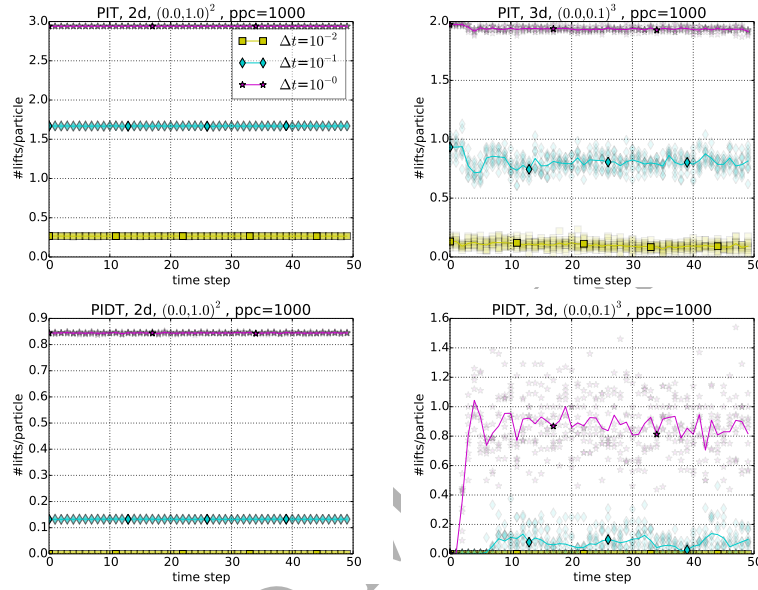 PIT, 2d, (0.0,1.0)² , ppc=1000
3.0
2.5
2.0
1.5
1.0
0.5
0.0
#lifts/particle
Δt=10⁻²
Δt=10⁻¹
Δt=10⁻⁰
0 10 20 30 40 50
time step
PIT, 3d, (0.0,0.1)³ , ppc=1000
2.0
1.5
1.0
0.5
0.0
#lifts/particle
0 10 20 30 40 50
time step
PIDT, 2d, (0.0,1.0)² , ppc=1000
0.9
0.8
0.7
0.6
0.5
0.4
0.3
0.2
0.1
0.0
#lifts/particle
0 10 20 30 40 50
time step
PIDT, 3d, (0.0,0.1)³ , ppc=1000
1.6
1.4
1.2
1.0
0.8
0.6
0.4
0.2
0.0
#lifts/particle
0 10 20 30 40 50
time step